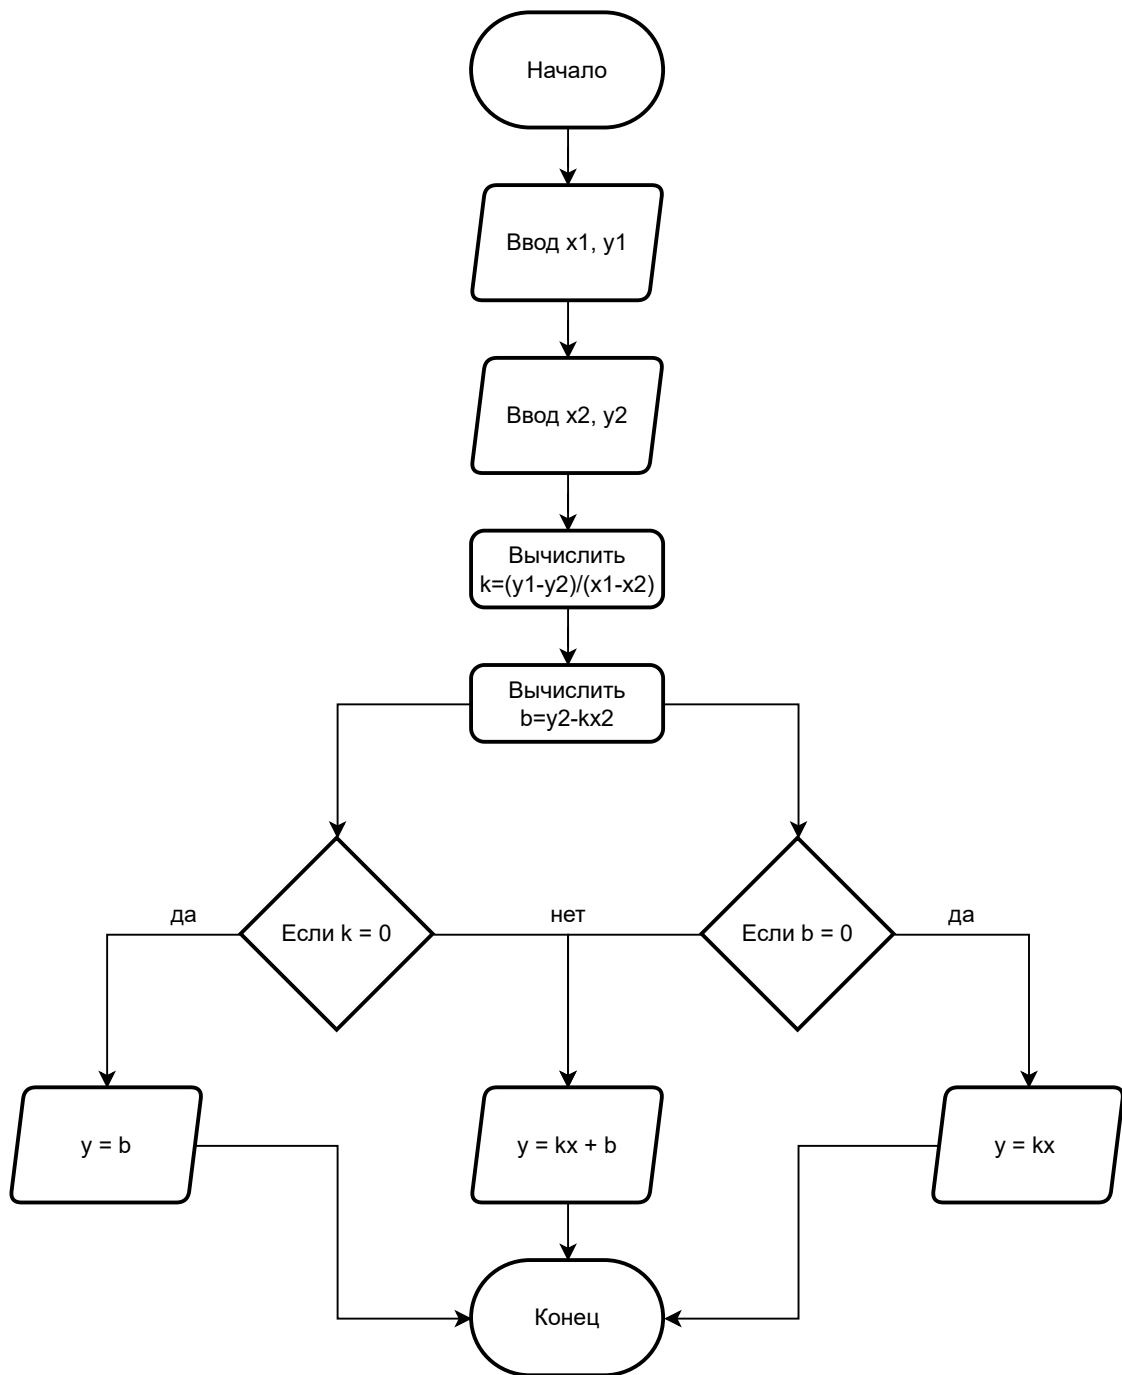 Начало
Ввод x1, y1
Ввод x2, y2
Вычислить
k=(y1-y2)/(x1-x2)
Вычислить
b=y2-kx2
да
нет
да
Если k = 0
Если b = 0
y = b
y = kx + b
y = kx
Конец